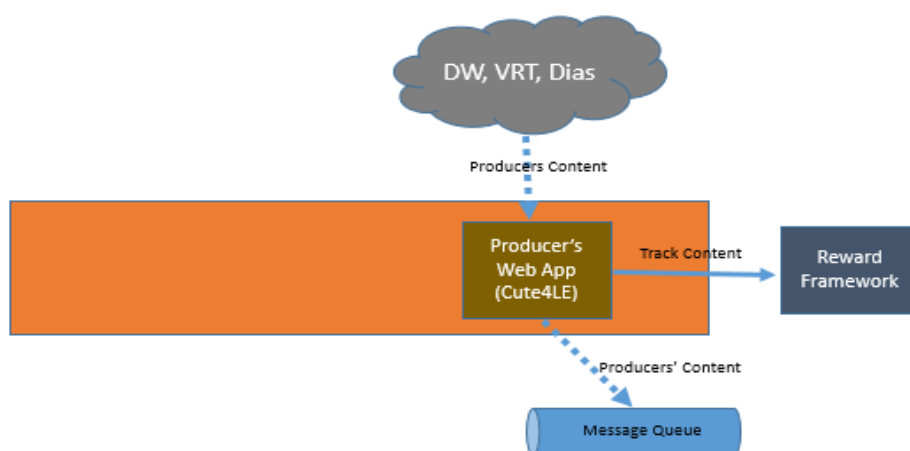 DW, VRT, Dias
Producers Content
Producer's
Web App
(Cute4LE)
Track Content
Reward
Framework
Producers' Content
Message Queue